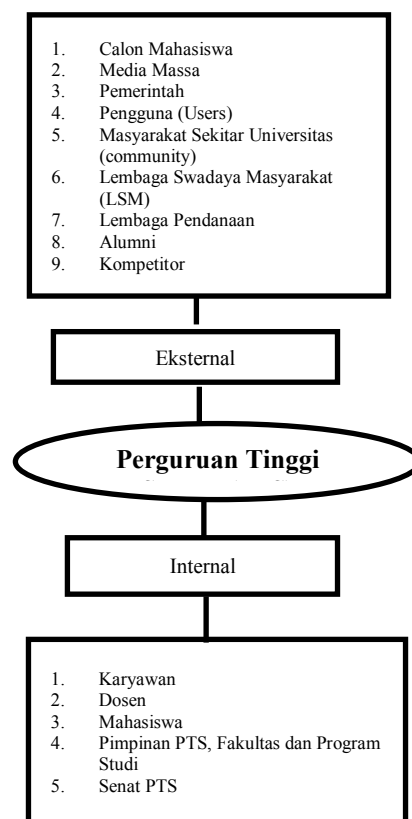 1. Calon Mahasiswa
2. Media Massa
3. Pemerintah
4. Pengguna (Users)
5. Masyarakat Sekitar Universitas
(community)
6. Lembaga Swadaya Masyarakat
(LSM)
7. Lembaga Pendanaan
8. Alumni
9. Kompetitor
Eksternal
Perguruan Tinggi
Internal
1. Karyawan
2. Dosen
3. Mahasiswa
4. Pimpinan PTS, Fakultas dan Program
Studi
5. Senat PTS